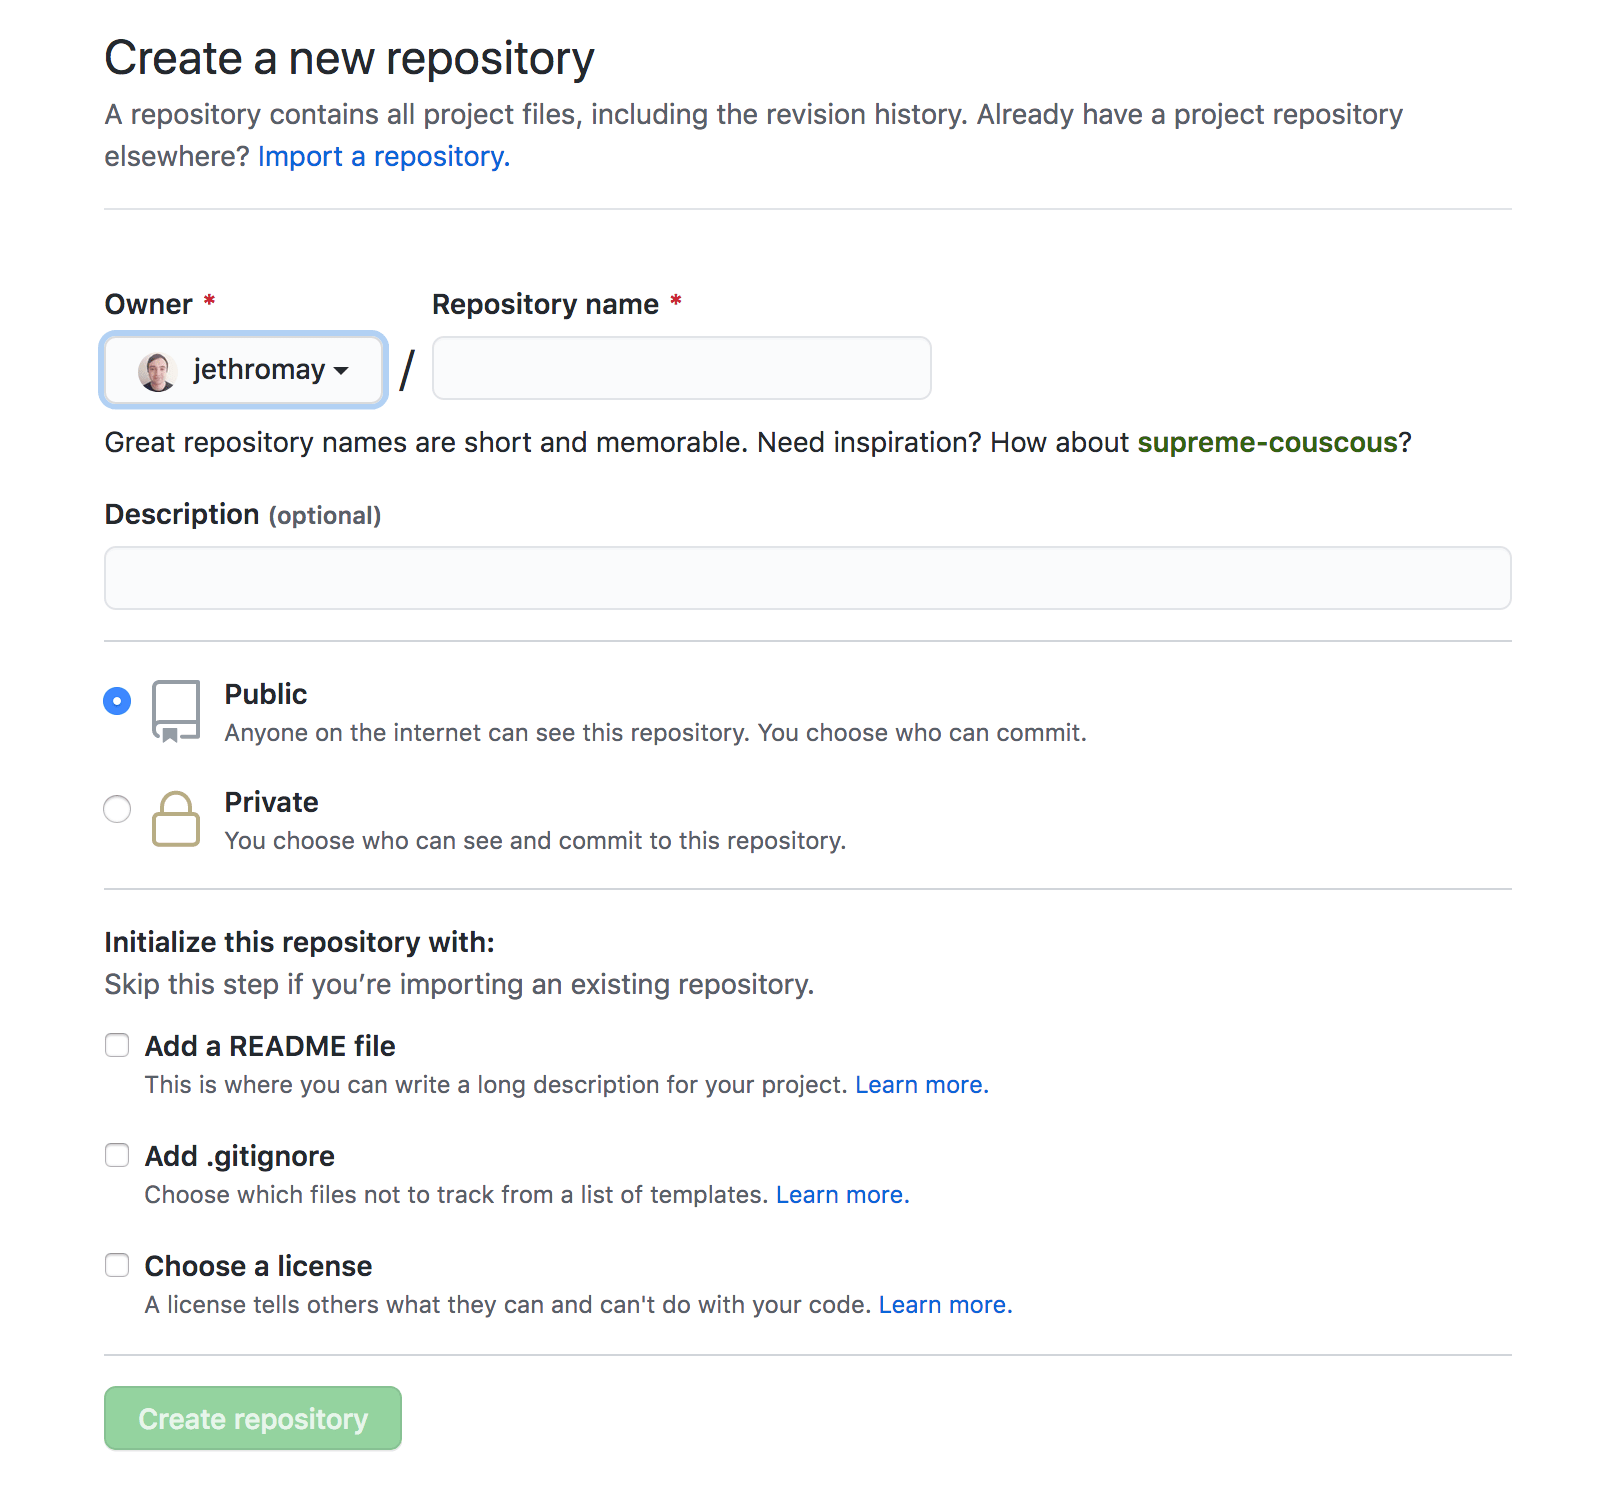 Create a new repository
A repository contains all project files, including the revision history. Already have a project repository
elsewhere? Import a repository.
Owner *
Repository name *
jethromay
/
Great repository names are short and memorable. Need inspiration? How about supreme-couscous?
Description (optional)
Public
Anyone on the internet can see this repository. You choose who can commit.
Private
You choose who can see and commit to this repository.
Initialize this repository with:
Skip this step if you’re importing an existing repository.
Add a README file
This is where you can write a long description for your project. Learn more.
Add .gitignore
Choose which files not to track from a list of templates. Learn more.
Choose a license
A license tells others what they can and can't do with your code. Learn more.
Create repository